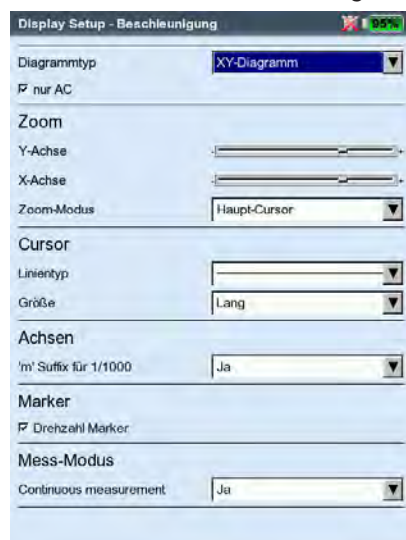 Display Setup - Beschleunigung 95%
Diagrammtyp XY-Diagramm
nur AC
Zoom
Y-Achse - +
X-Achse - +
Zoom-Modus Haupt-Cursor
Cursor
Linientyp
Größe Lang
Achsen
'm' Suffix für 1/1000 Ja
Marker
Drehzahl Marker
Mess-Modus
Continuous measurement Ja